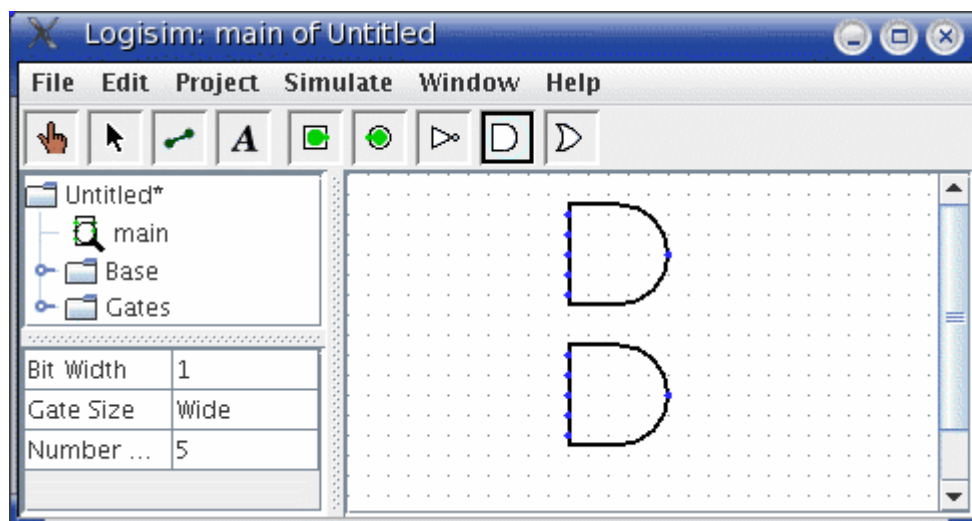 Logisim: main of Untitled
File Edit Project Simulate Window Help
A
Untitled*
main
Base
Gates
Bit Width 1
Gate Size Wide
Number ... 5